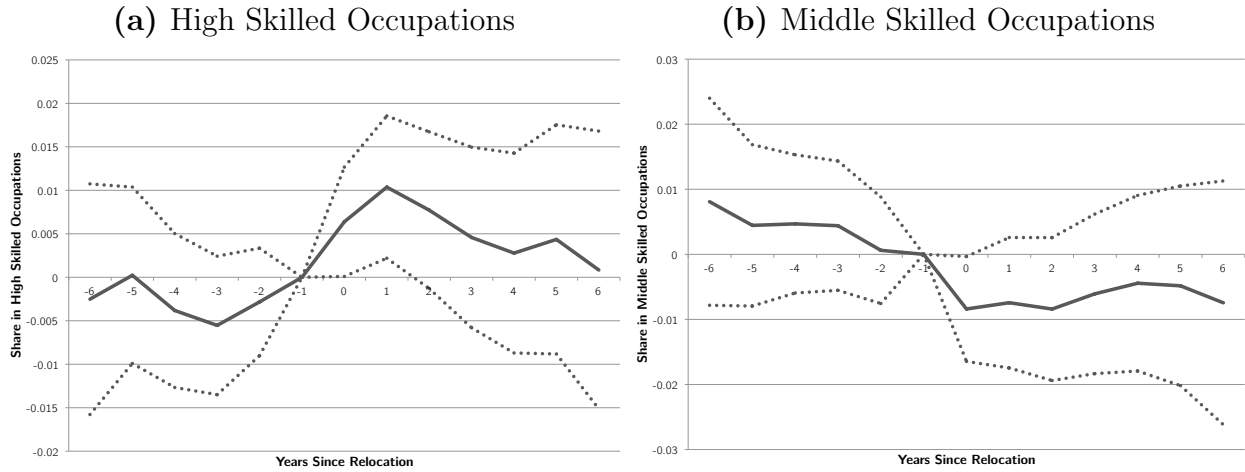 (a) High Skilled Occupations
0.025
0.02
0.015
0.01
0.005
0
-0.005
-0.01
-0.015
-0.02
-6 -5 -4 -3 -2 -1 0 1 2 3 4 5 6
Share in High Skilled Occupations
Years Since Relocation
(b) Middle Skilled Occupations
0.03
0.02
0.01
0
-0.01
-0.02
-0.03
-6 -5 -4 -3 -2 -1 0 1 2 3 4 5 6
Share in Middle Skilled Occupations
Years Since Relocation